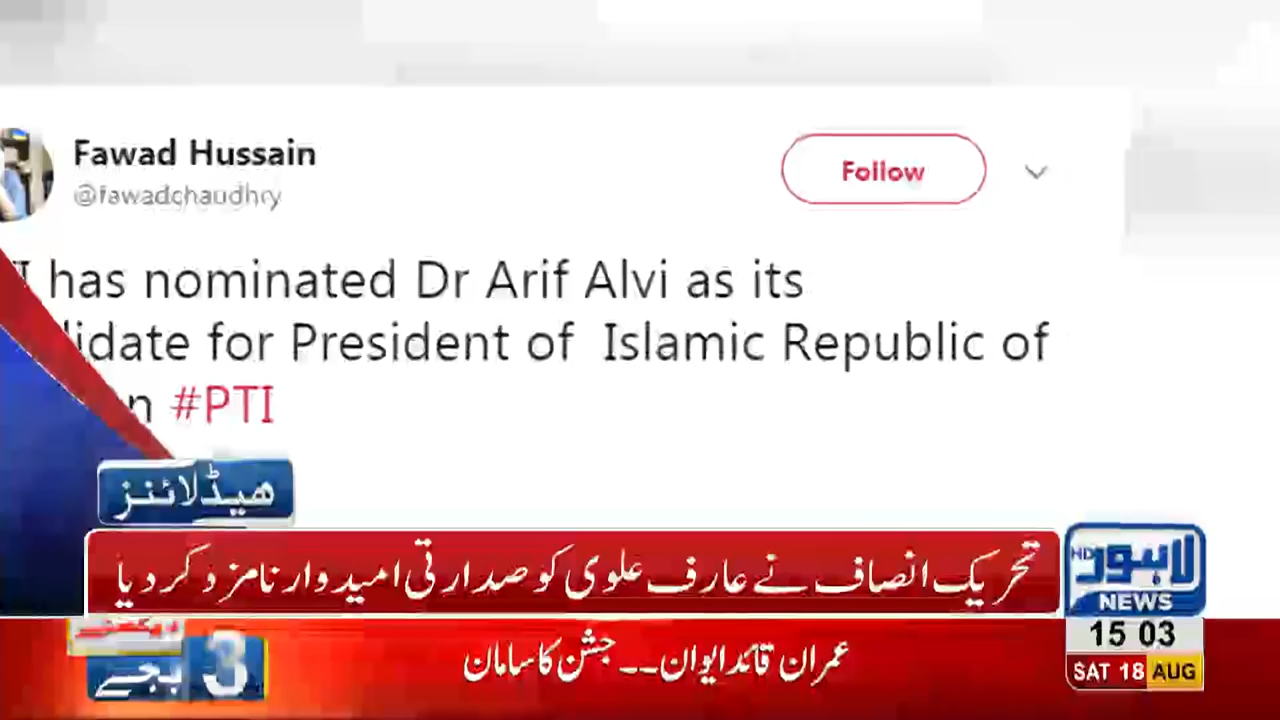 Fawad Hussain
@fawadchaudhry
Follow
has nominated Dr Arif Alvi as its
lidate for President of Islamic Republic of
n #PTI
ھیڈلائنز
تحریک انصاف نے عارف علوی کو صدارتی امیدوار نامزد کر دیا
لاہور HD
NEWS
عمران قائد ایوان۔۔ جشن کا سامان
3 بجے
15 03
SAT 18 AUG